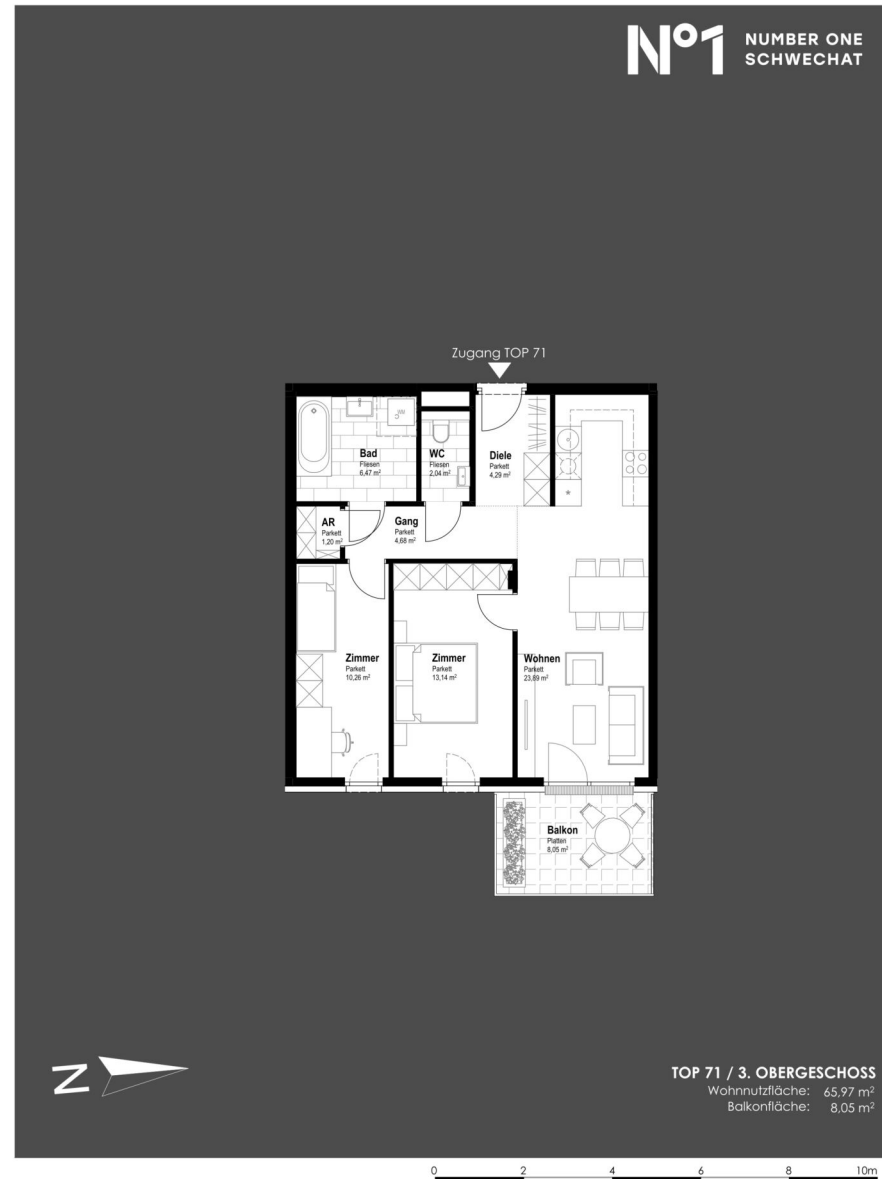 Nº1 NUMBER ONE
SCHWECHAT
Zugang TOP 71
Bad
Fliesen
6,47 m²
WC
Fliesen
2,04 m²
Diele
Parkett
4,29 m²
AR
Parkett
1,20 m²
Gang
Parkett
4,68 m²
Zimmer
Parkett
10,26 m²
Zimmer
Parkett
13,14 m²
Wohnen
Parkett
23,89 m²
Balkon
Platten
8,05 m²
N
TOP 71 / 3. OBERGESCHOSS
Wohnnutzfläche: 65,97 m²
Balkonfläche: 8,05 m²
0 2 4 6 8 10m